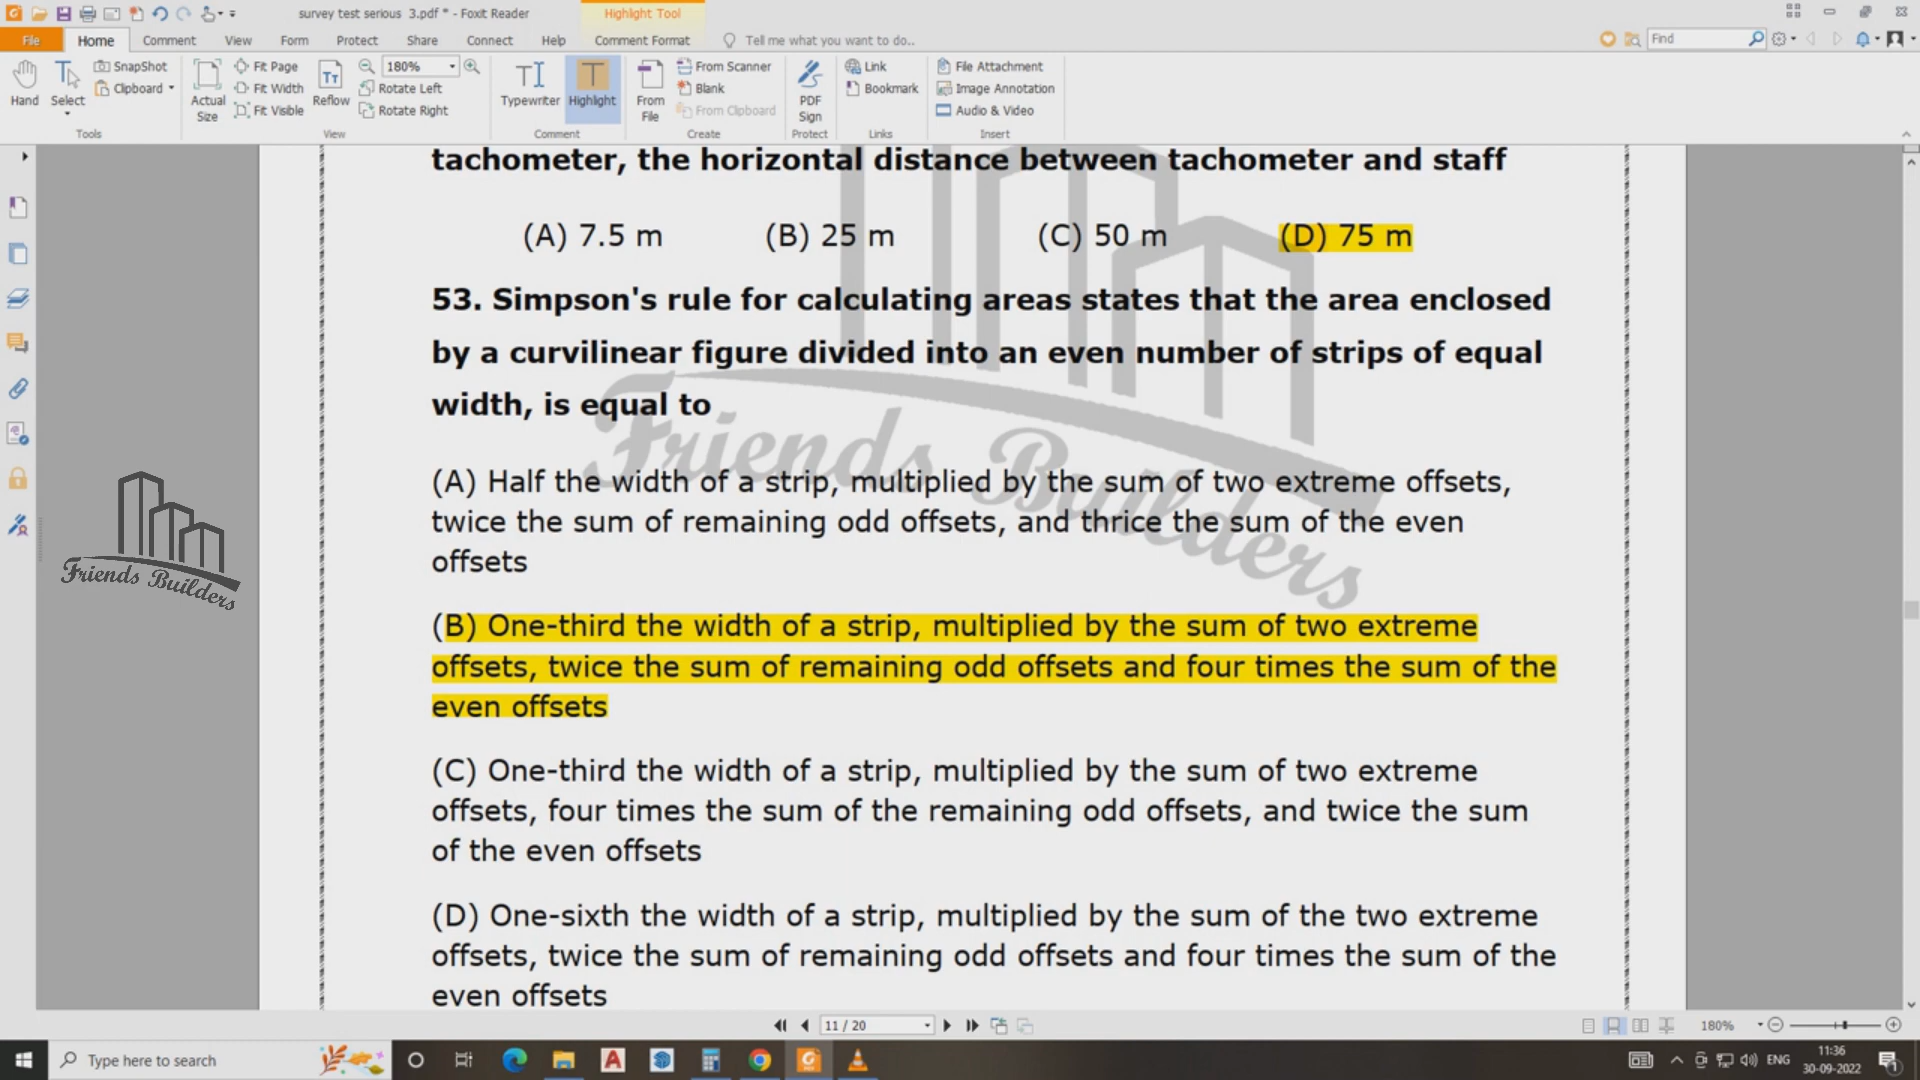 survey test serious 3.pdf * - Foxit Reader
Highlight Tool
File Home Comment View Form Protect Share Connect Help Comment Format Tell me what you want to do.. Find
Hand Select SnapShot Clipboard Actual Size Fit Page Fit Width Fit Visible Reflow 180% Rotate Left Rotate Right Typewriter Highlight From File From Scanner Blank From Clipboard PDF Sign Link Bookmark File Attachment Image Annotation Audio & Video
Tools View Comment Create Protect Links Insert
tachometer, the horizontal distance between tachometer and staff
(A) 7.5 m (B) 25 m (C) 50 m (D) 75 m
53. Simpson's rule for calculating areas states that the area enclosed
by a curvilinear figure divided into an even number of strips of equal
width, is equal to
(A) Half the width of a strip, multiplied by the sum of two extreme offsets,
twice the sum of remaining odd offsets, and thrice the sum of the even
offsets
(B) One-third the width of a strip, multiplied by the sum of two extreme
offsets, twice the sum of remaining odd offsets and four times the sum of the
even offsets
(C) One-third the width of a strip, multiplied by the sum of two extreme
offsets, four times the sum of the remaining odd offsets, and twice the sum
of the even offsets
(D) One-sixth the width of a strip, multiplied by the sum of the two extreme
offsets, twice the sum of remaining odd offsets and four times the sum of the
even offsets
Friends Builders
Friends Builders
11 / 20 180%
Type here to search
ENG 11:36
30-09-2022